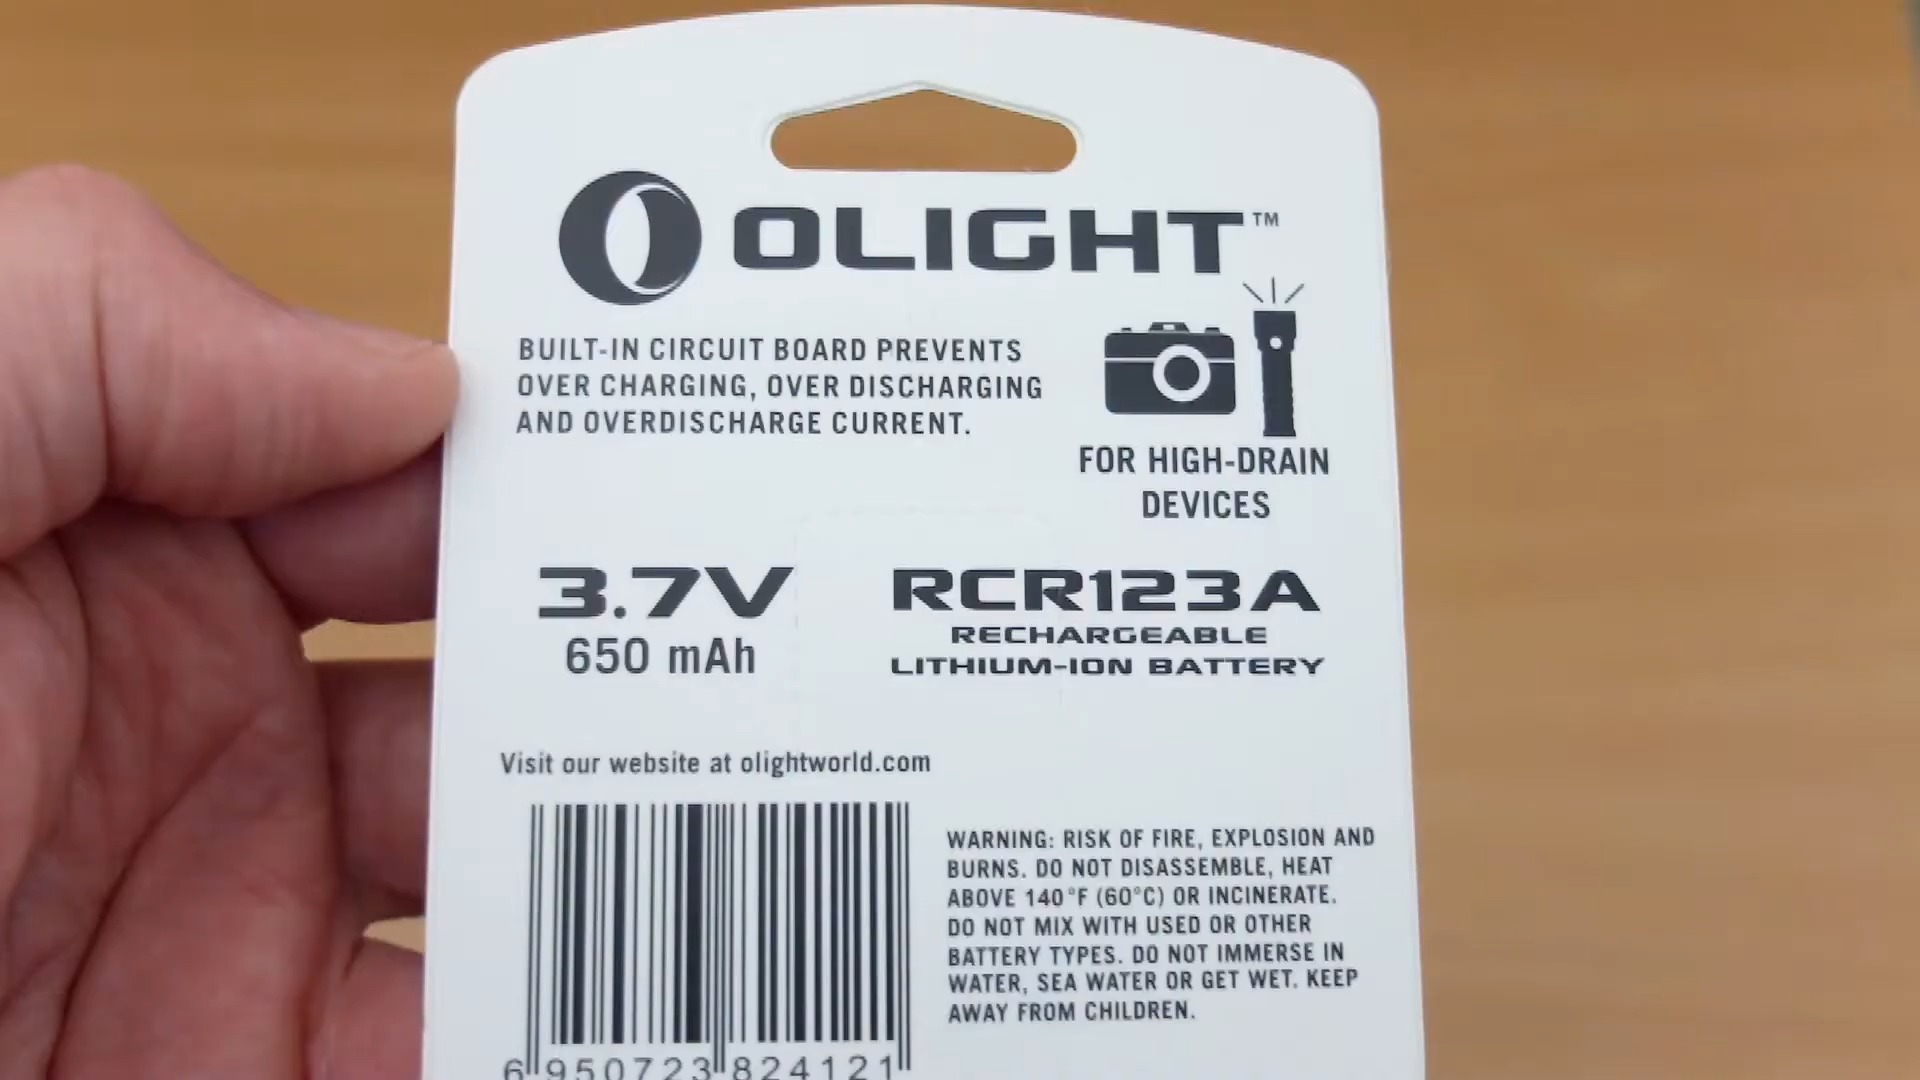 OLIGHT™
BUILT-IN CIRCUIT BOARD PREVENTS
OVER CHARGING, OVER DISCHARGING
AND OVERDISCHARGE CURRENT.
FOR HIGH-DRAIN
DEVICES
3.7V
650 mAh
RCR123A
RECHARGEABLE
LITHIUM-ION BATTERY
Visit our website at olightworld.com
6 950723 824121
WARNING: RISK OF FIRE, EXPLOSION AND
BURNS. DO NOT DISASSEMBLE, HEAT
ABOVE 140°F (60°C) OR INCINERATE.
DO NOT MIX WITH USED OR OTHER
BATTERY TYPES. DO NOT IMMERSE IN
WATER, SEA WATER OR GET WET. KEEP
AWAY FROM CHILDREN.